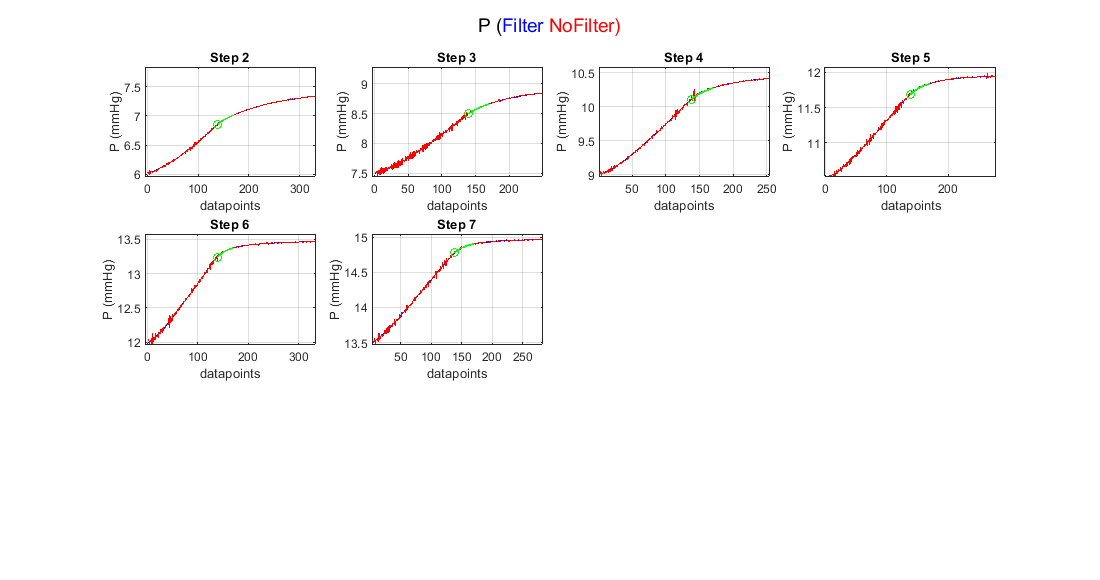 P (Filter NoFilter)
Step 2
P (mmHg)
7.5
7
6.5
6
0 100 200 300
datapoints
Step 3
P (mmHg)
9
8.5
8
7.5
0 50 100 150 200
datapoints
Step 4
P (mmHg)
10.5
10
9.5
9
50 100 150 200 250
datapoints
Step 5
P (mmHg)
12
11.5
11
0 100 200
datapoints
Step 6
P (mmHg)
13.5
13
12.5
12
0 100 200 300
datapoints
Step 7
P (mmHg)
15
14.5
14
13.5
50 100 150 200 250
datapoints